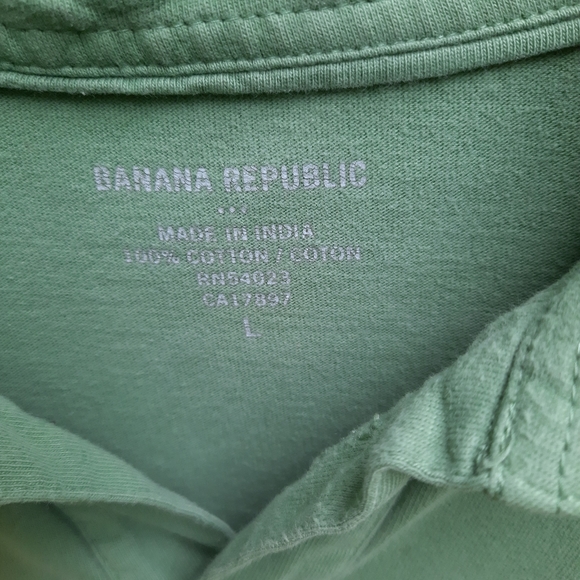 BANANA REPUBLIC
...
MADE IN INDIA
100% COTTON / COTON
RN54023
CA17897
L